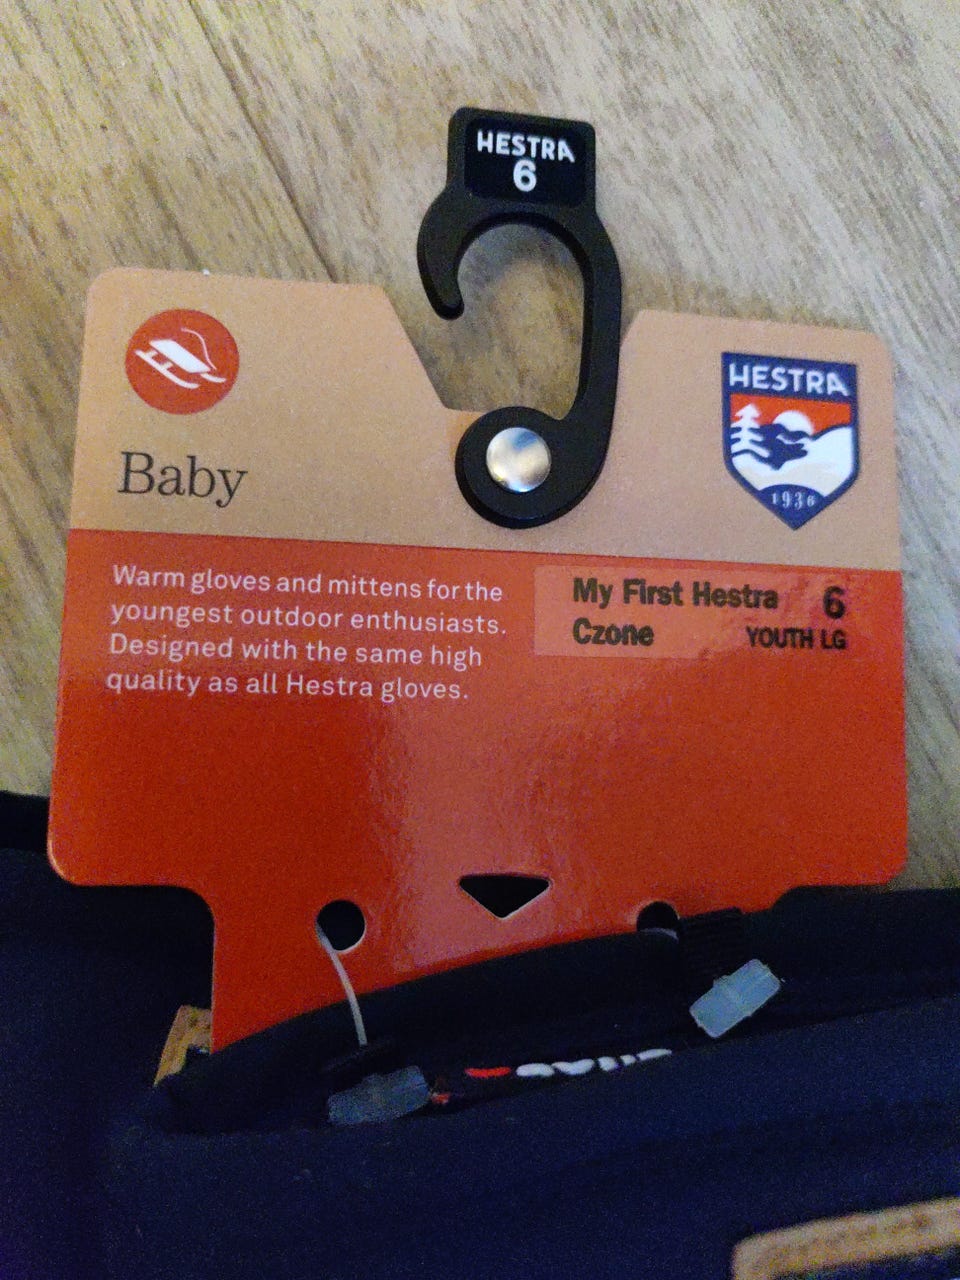 HESTRA
6
HESTRA
1936
Baby
Warm gloves and mittens for the
youngest outdoor enthusiasts.
Designed with the same high
quality as all Hestra gloves.
My First Hestra 6
Czone YOUTH LG